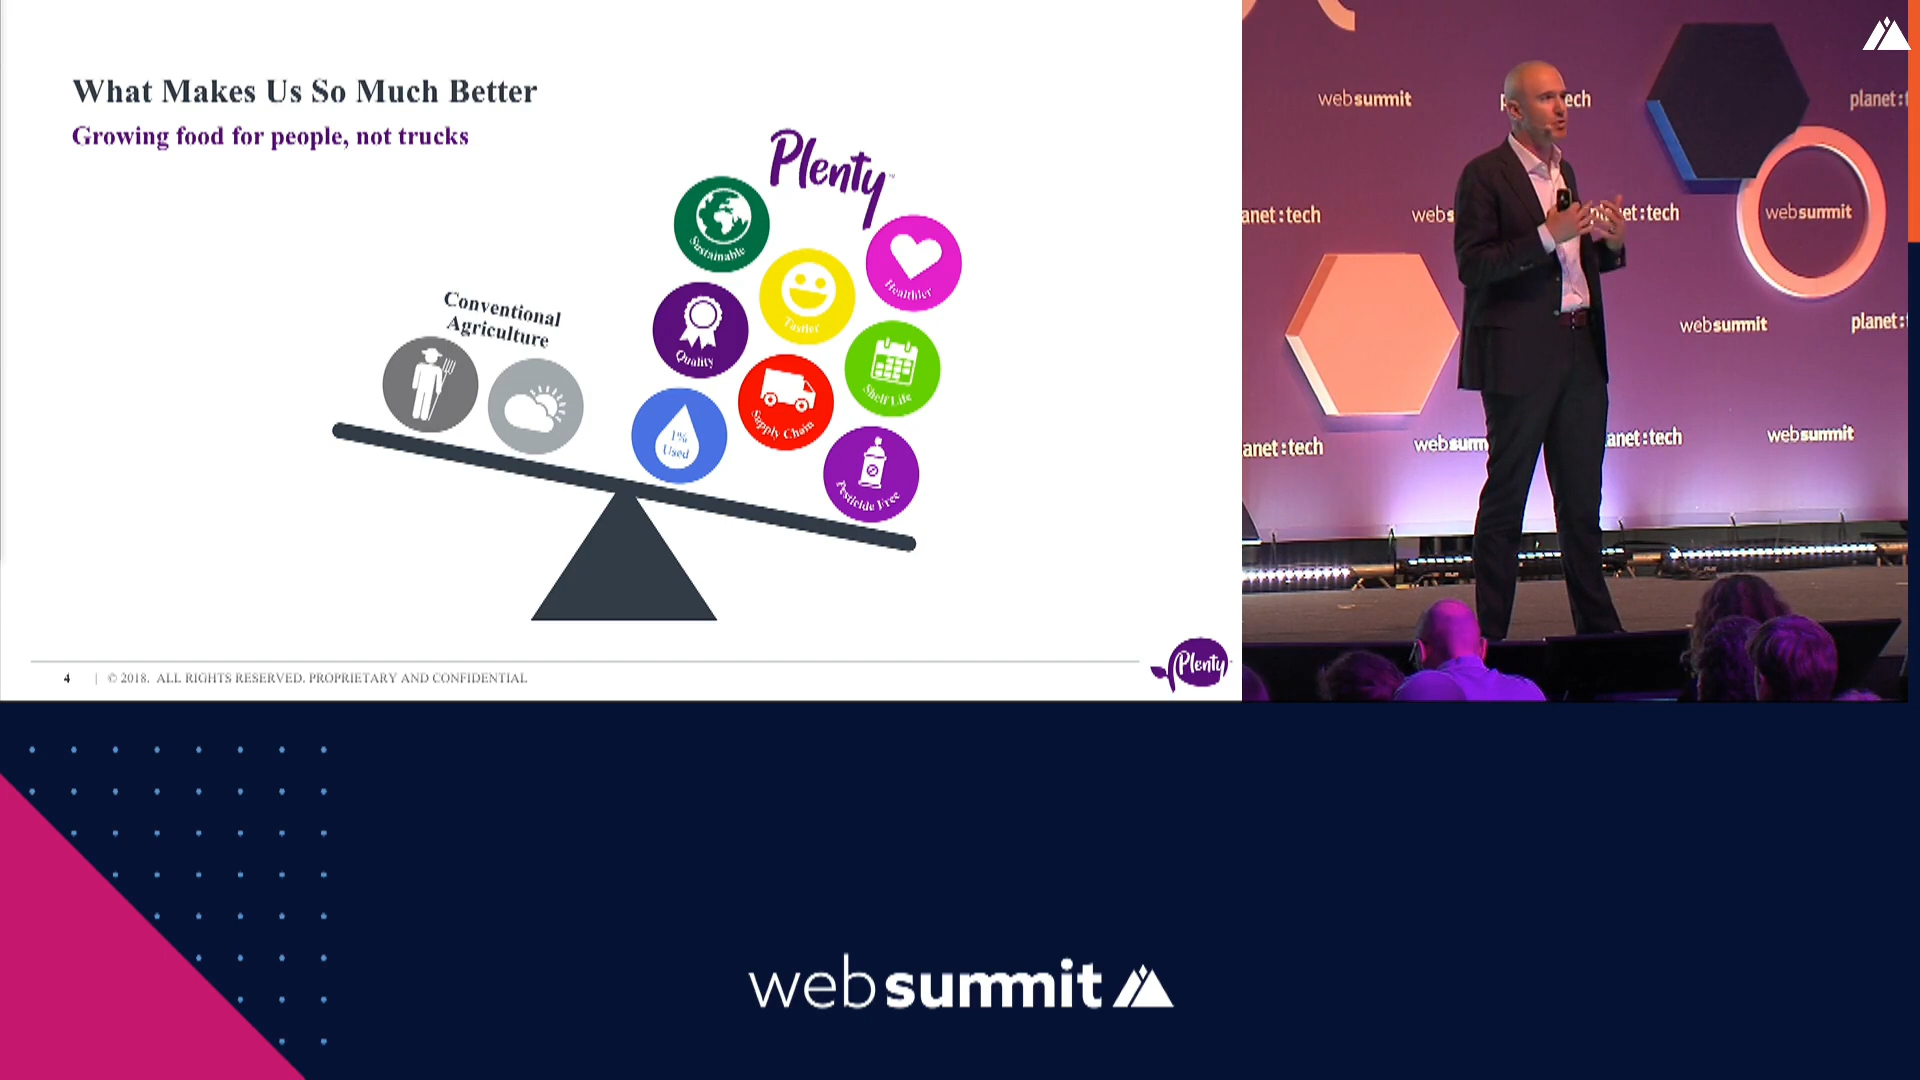 What Makes Us So Much Better
Growing food for people, not trucks
Plenty™
Conventional
Agriculture
Sustainable
Healthier
Tastier
Quality
Shelf Life
Supply Chain
1%
Used
Pesticide Free
4 | © 2018. ALL RIGHTS RESERVED. PROPRIETARY AND CONFIDENTIAL
Plenty
websummit
planet:tech
websummit
planet:tech
websummit
websummit
planet:
websummit
planet:tech
websummit
websummit